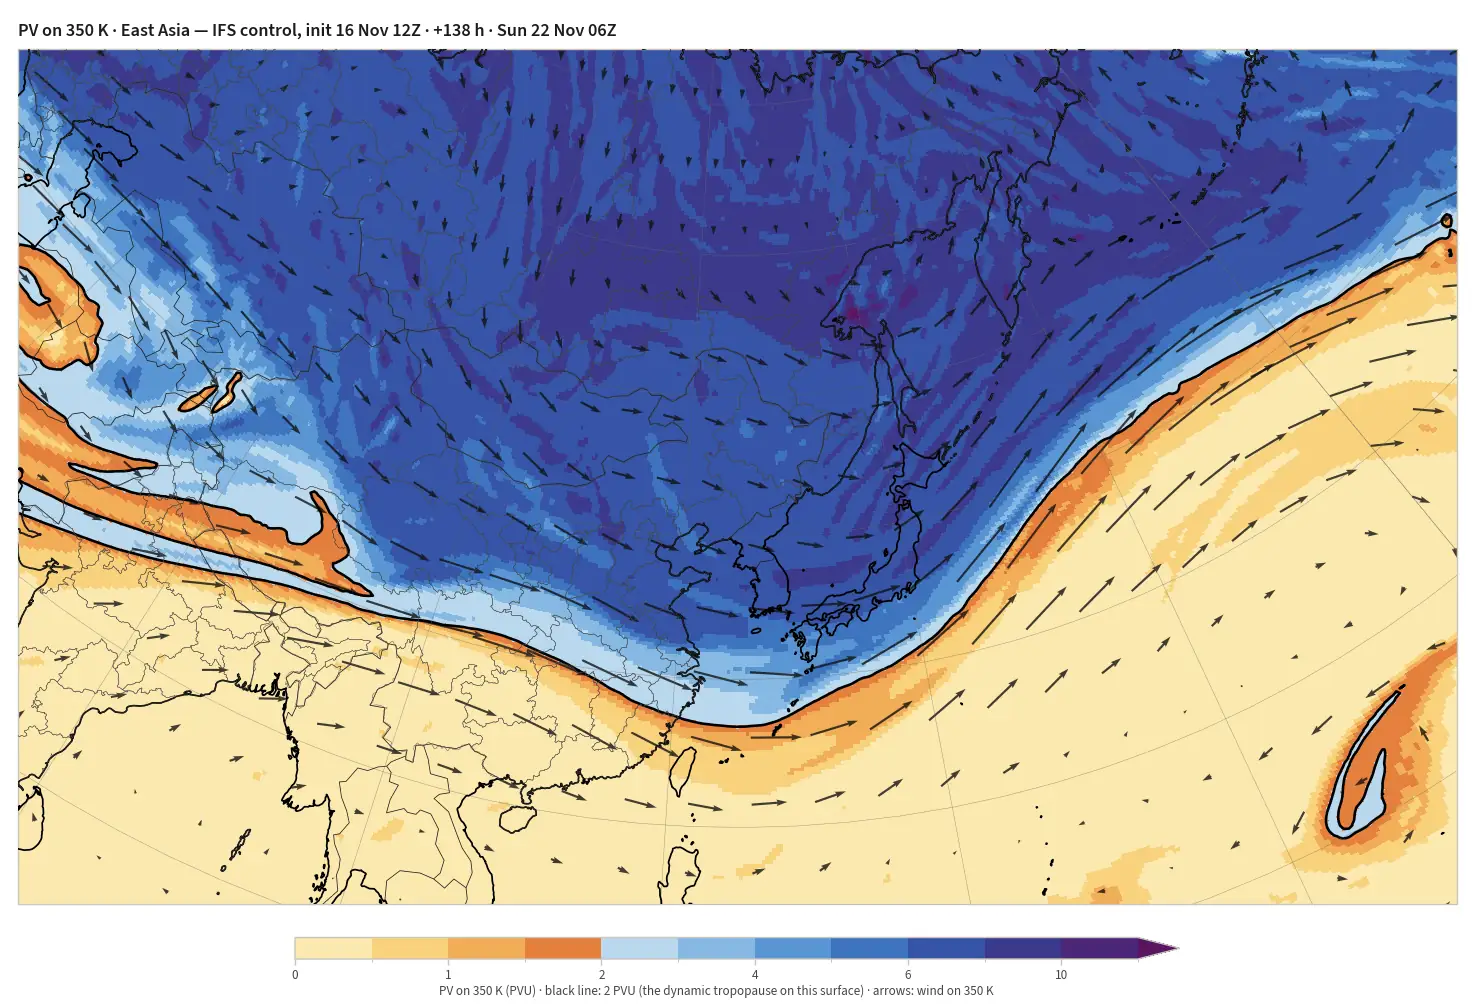 PV on 350 K · East Asia — IFS control, init 16 Nov 12Z · +138 h · Sun 22 Nov 06Z
0 1 2 4 6 10
PV on 350 K (PVU) · black line: 2 PVU (the dynamic tropopause on this surface) · arrows: wind on 350 K